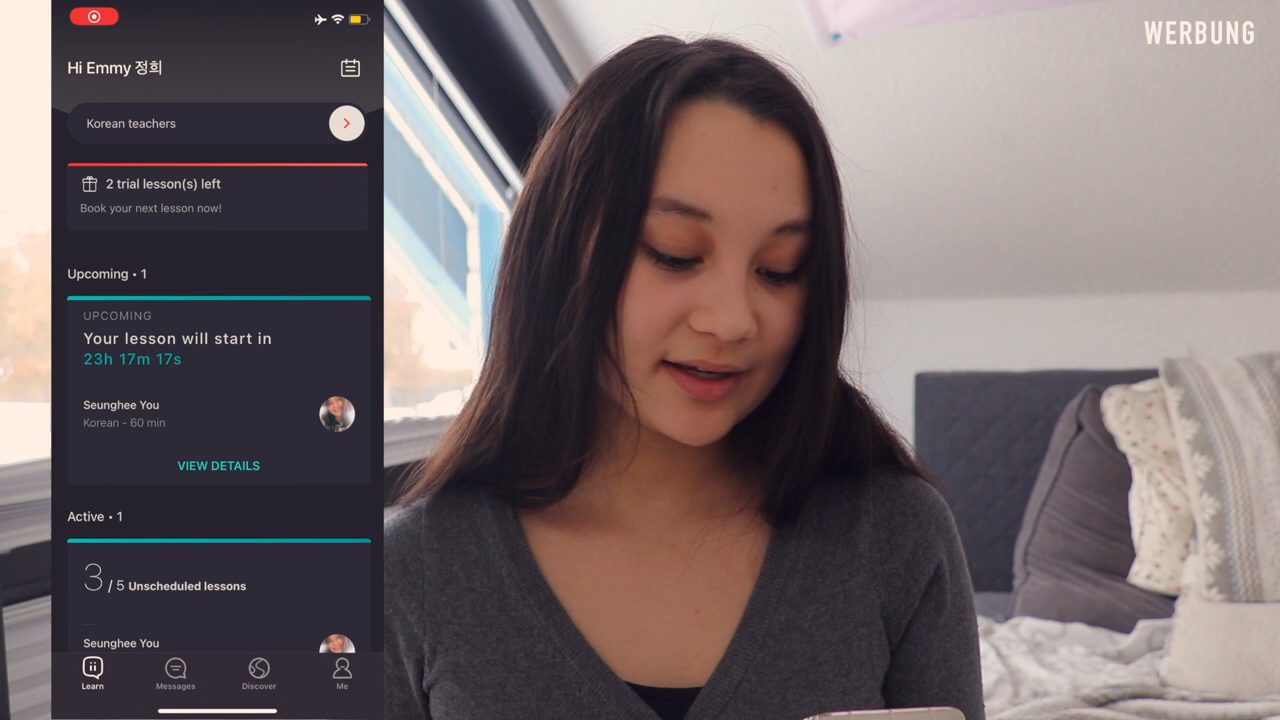 WERBUNG
Hi Emmy 정희
Korean teachers
2 trial lesson(s) left
Book your next lesson now!
Upcoming • 1
UPCOMING
Your lesson will start in
23h 17m 17s
Seunghee You
Korean - 60 min
VIEW DETAILS
Active • 1
3 / 5 Unscheduled lessons
Seunghee You
Learn
Messages
Discover
Me